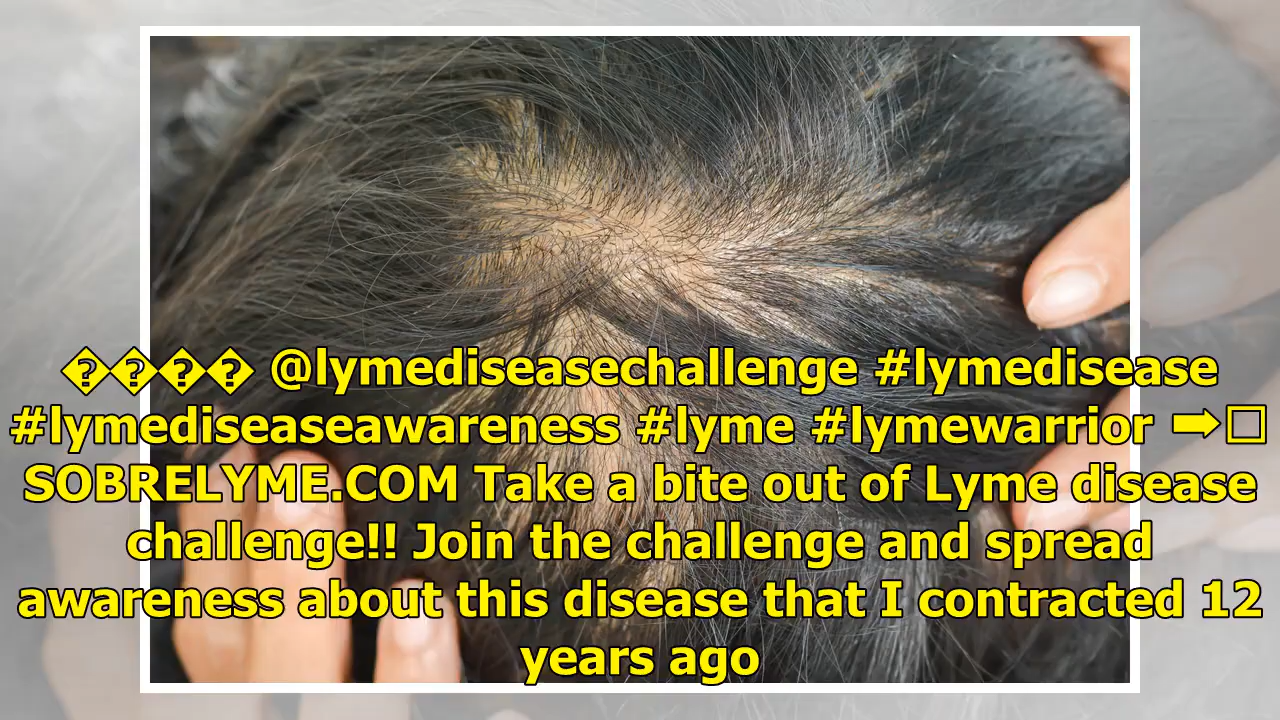 ���� @lymediseasechallenge #lymedisease
#lymediseaseawareness #lyme #lymewarrior ➡□
SOBRELYME.COM Take a bite out of Lyme disease
challenge!! Join the challenge and spread
awareness about this disease that I contracted 12
years ago